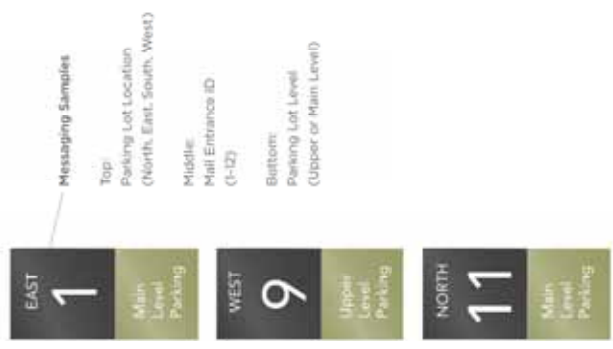 EAST
1
Main
Level
Parking
WEST
9
Upper
Level
Parking
NORTH
11
Main
Level
Parking
Messaging Samples
Top:
Parking Lot Location
(North, East, South, West)
Middle:
Mall Entrance ID
(1-12)
Bottom:
Parking Lot Level
(Upper or Main Level)